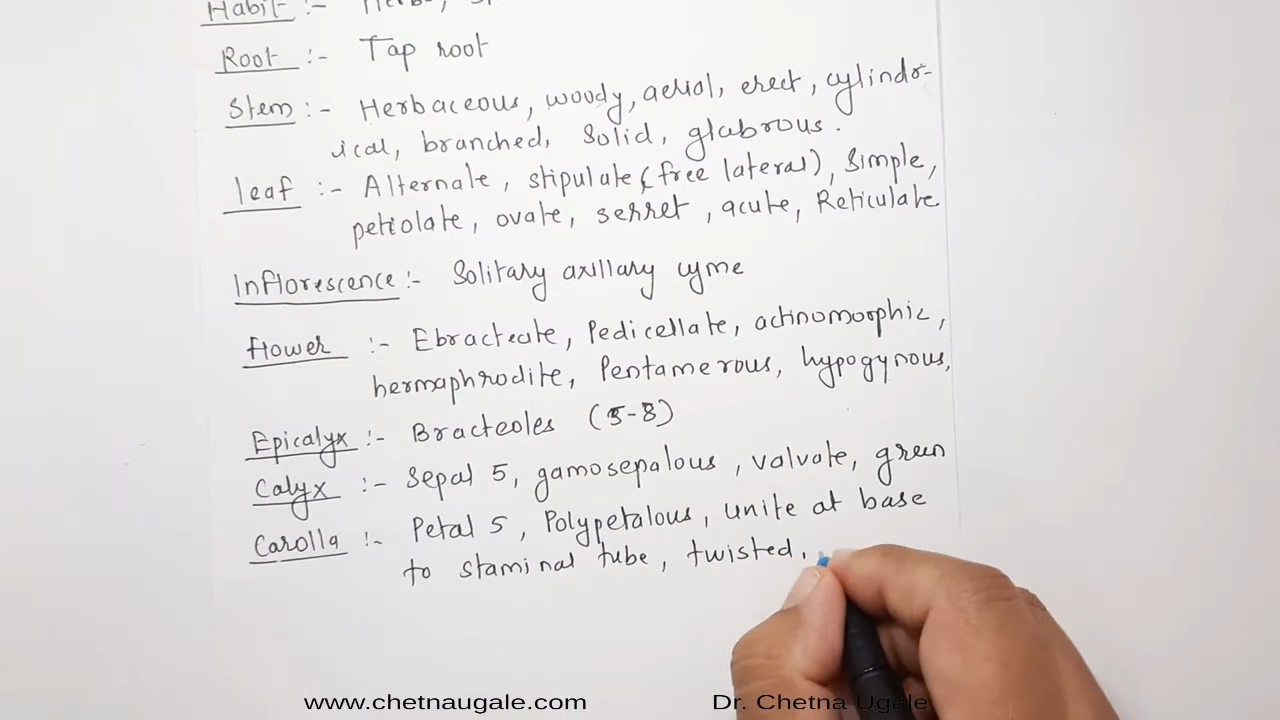 Habit :-
Root :- Tap root
Stem :- Herbaceous, woody, aerial, erect, cylindr-
ical, branched, Solid, glabrous.
leaf :- Alternate, stipulate (free lateral), Simple,
petiolate, ovate, serret, acute, Reticulate
Inflorescence :- Solitary axillary cyme
flower :- Ebracteate, Pedicellate, actinomorphic,
hermaphrodite, Pentamerous, hypogynous,
Epicalyx :- Bracteoles (5-8)
Calyx :- Sepal 5, gamosepalous, valvate, green
Carolla :- Petal 5, Polypetalous, unite at base
to staminal tube, twisted.
www.chetnaugale.com Dr. Chetna Ugale